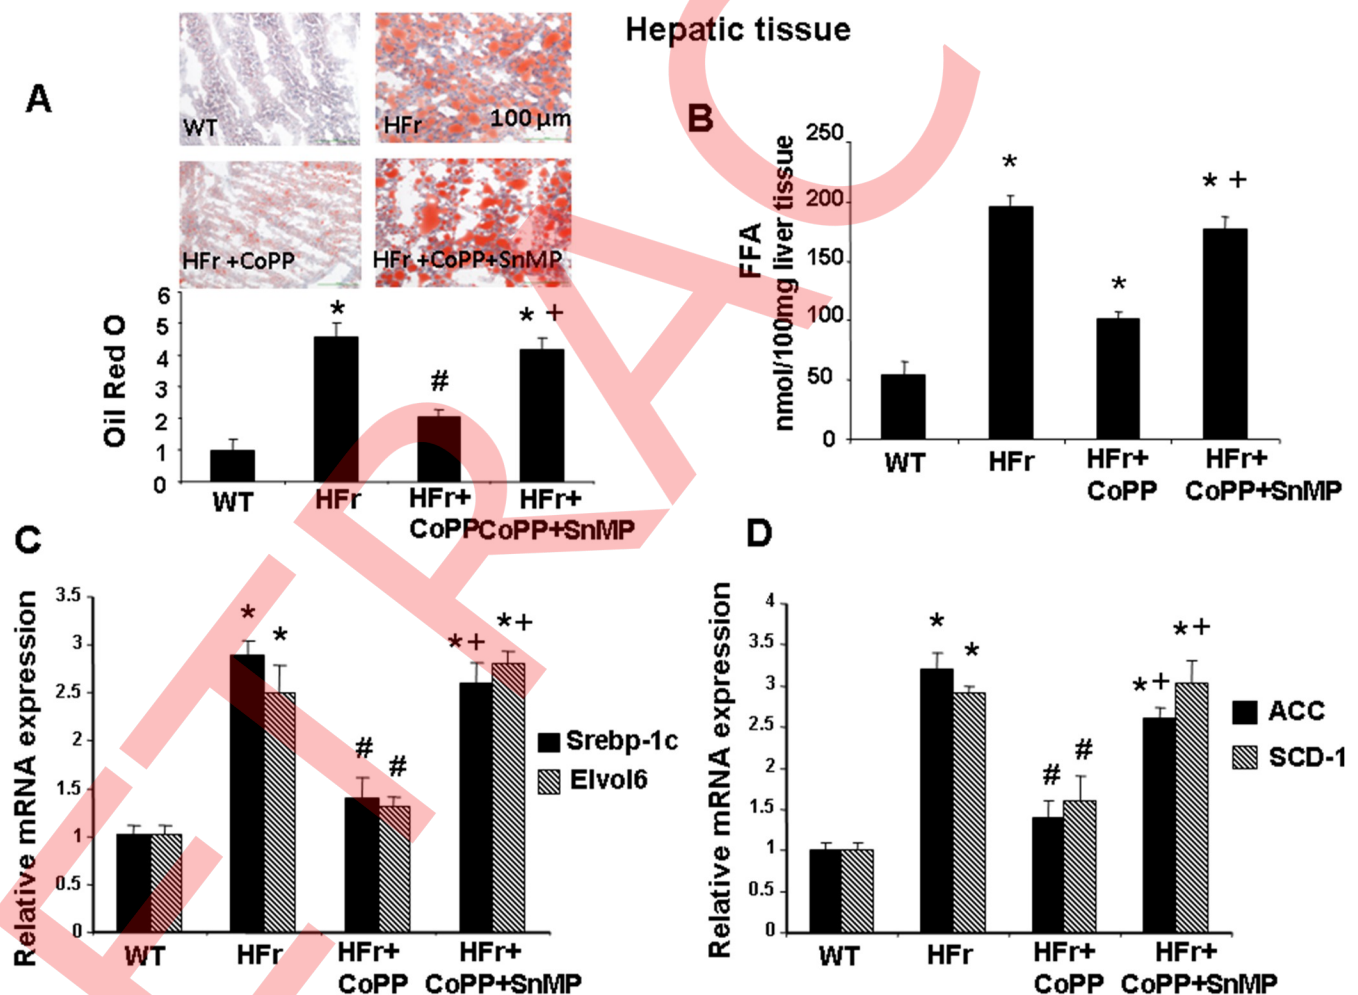 Hepatic tissue
A
WT
HFr
100 µm
HFr +CoPP
HFr +CoPP+SnMP
Oil Red O
6
5
4
3
2
1
0
*
#
* +
WT
HFr
HFr+
CoPP
HFr+
CoPP+SnMP
B
FFA
nmol/100mg liver tissue
250
200
150
100
50
0
*
*
* +
WT
HFr
HFr+
CoPP
HFr+
CoPP+SnMP
C
Relative mRNA expression
3.5
3
2.5
2
1.5
1
0.5
0
*
*
#
#
*+
*+
Srebp-1c
Elvol6
WT
HFr
HFr+
CoPP
HFr+
CoPP+SnMP
D
Relative mRNA expression
4
3.5
3
2.5
2
1.5
1
0.5
0
*
*
#
#
*+
*+
ACC
SCD-1
WT
HFr
HFr+
CoPP
HFr+
CoPP+SnMP
ETRAC